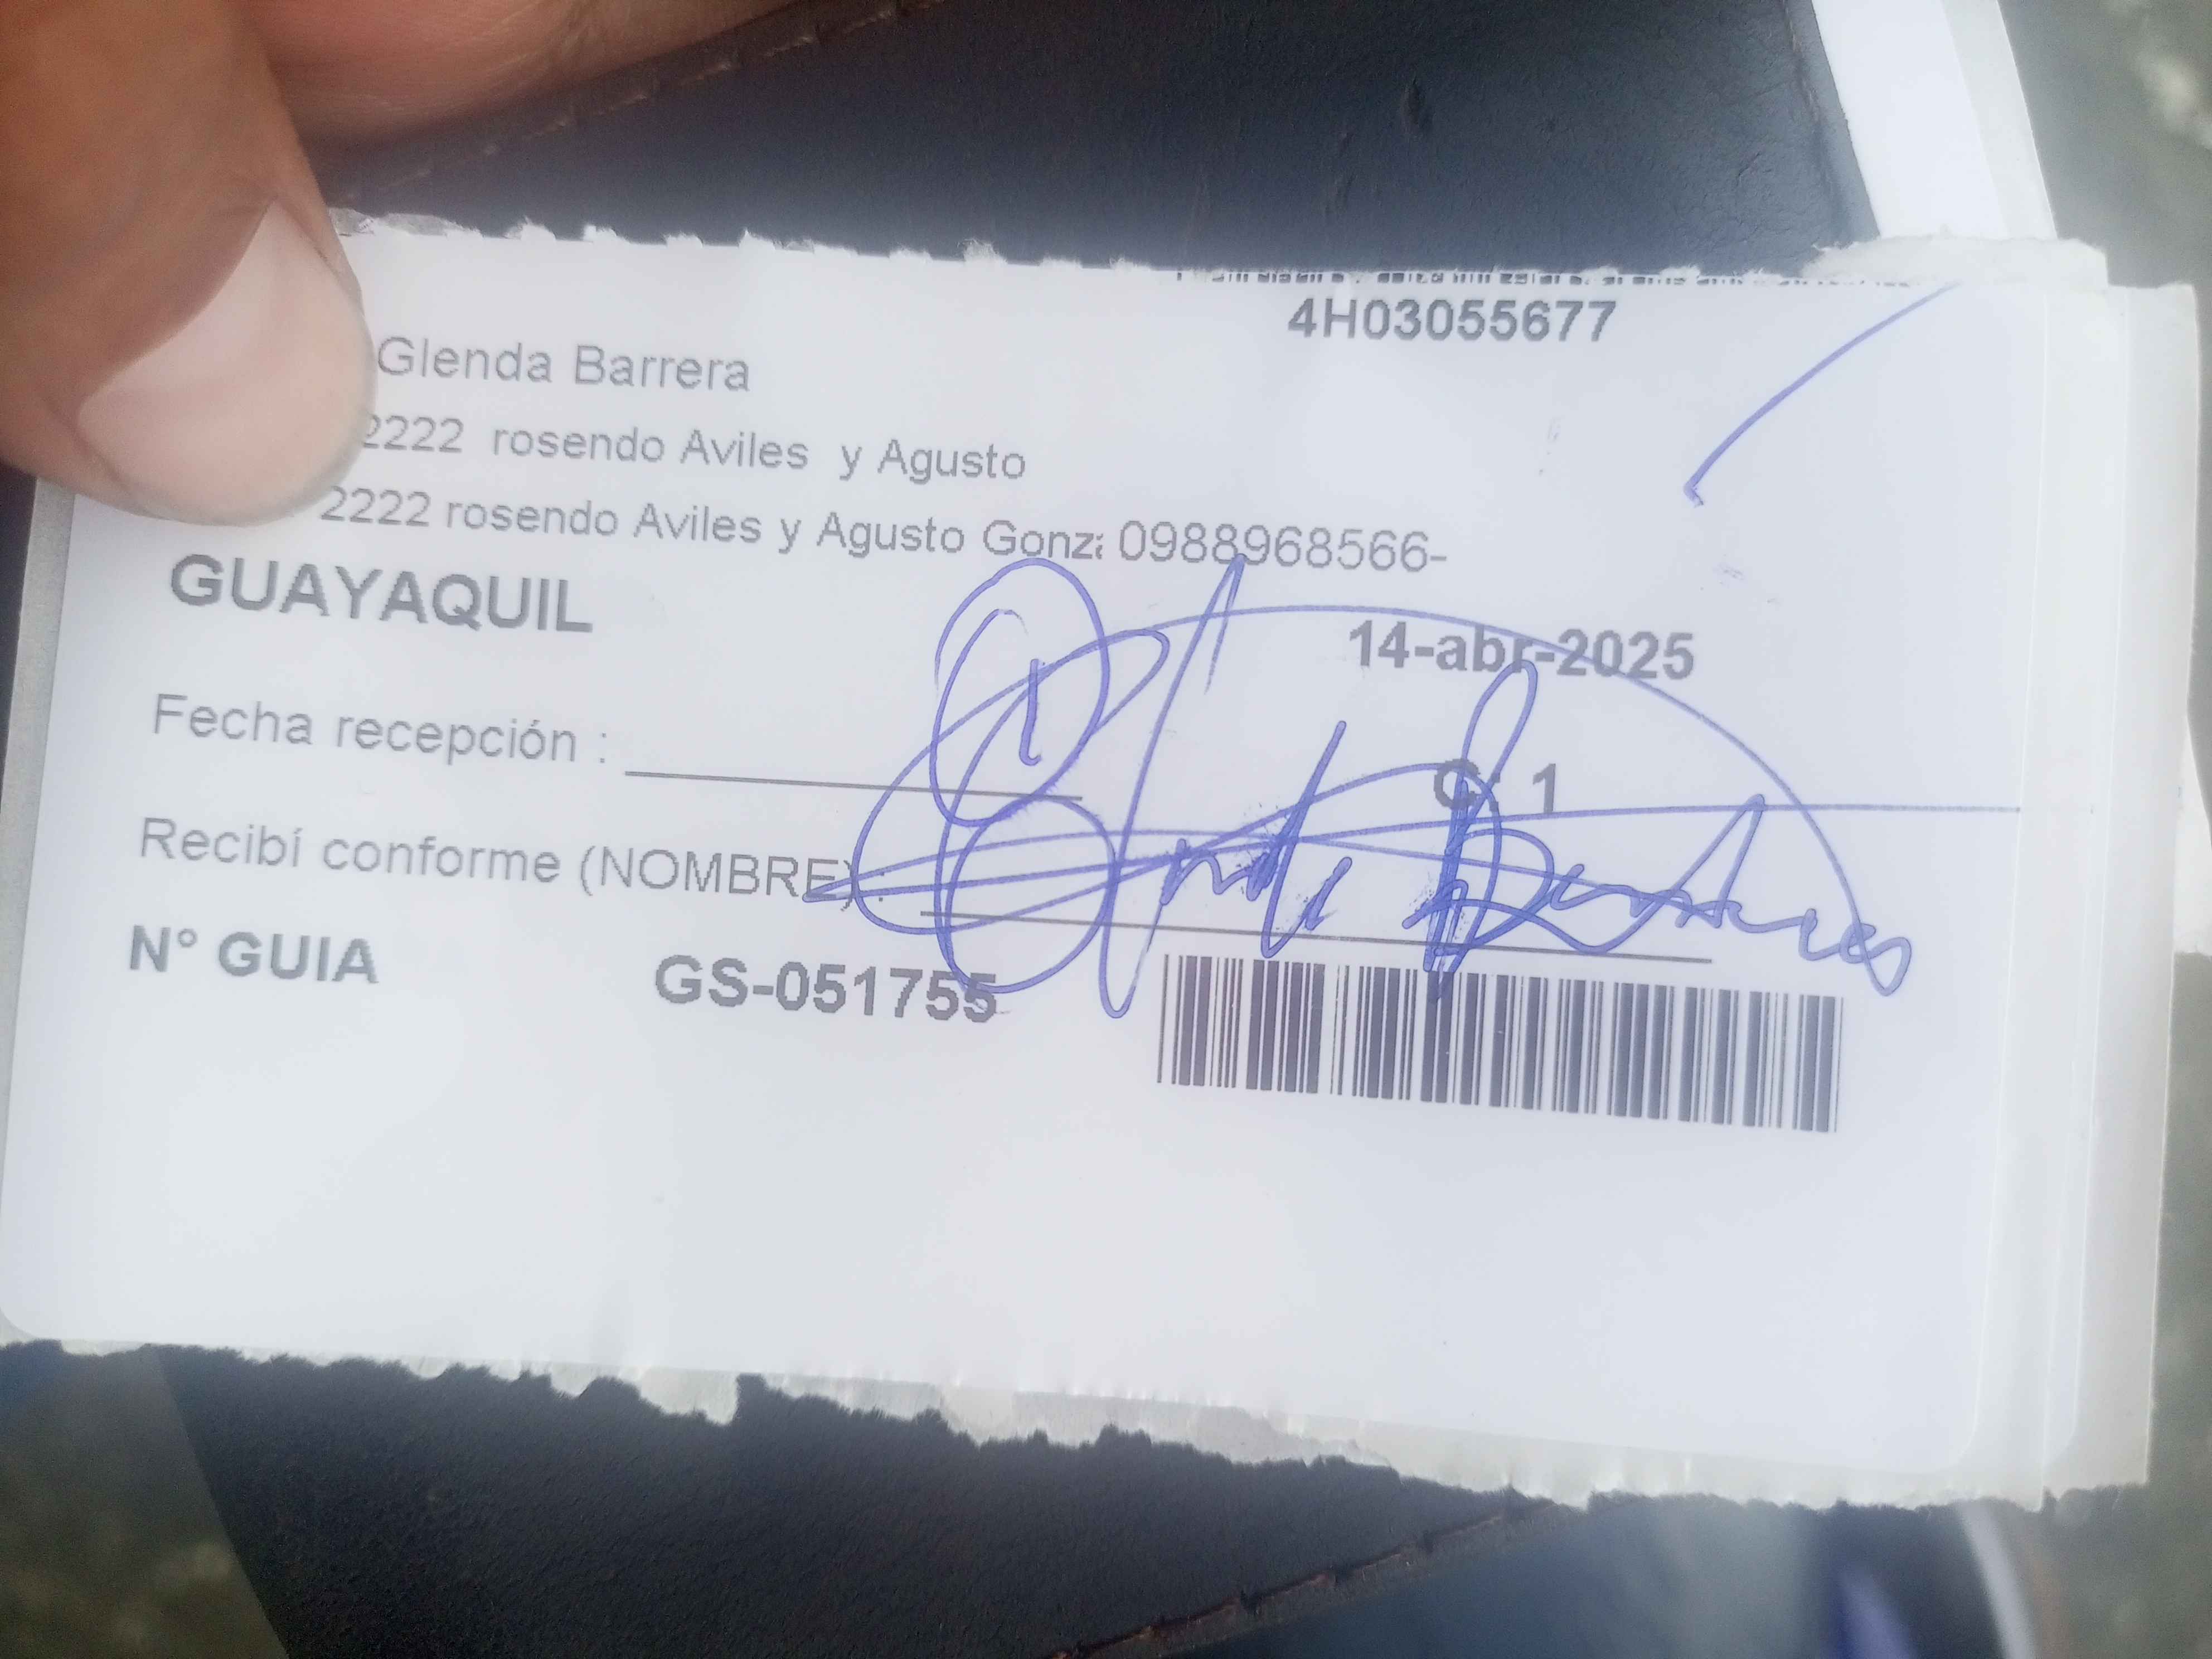 4H03055677
Glenda Barrera
2222 rosendo Aviles y Agusto
2222 rosendo Aviles y Agusto Gonz 0988968566-
GUAYAQUIL 14-abr-2025
Fecha recepción :
C: 1
Recibí conforme (NOMBRE) :
N° GUIA GS-051755